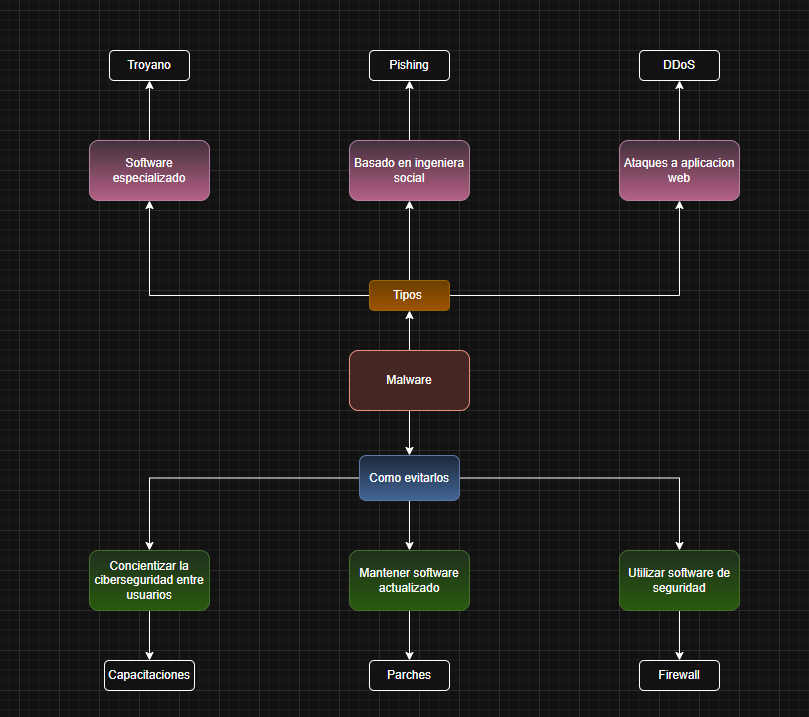 Troyano
Pishing
DDoS
Software
especializado
Basado en ingeniera
social
Ataques a aplicacion
web
Tipos
Malware
Como evitarlos
Concientizar la
ciberseguridad entre
usuarios
Mantener software
actualizado
Utilizar software de
seguridad
Capacitaciones
Parches
Firewall